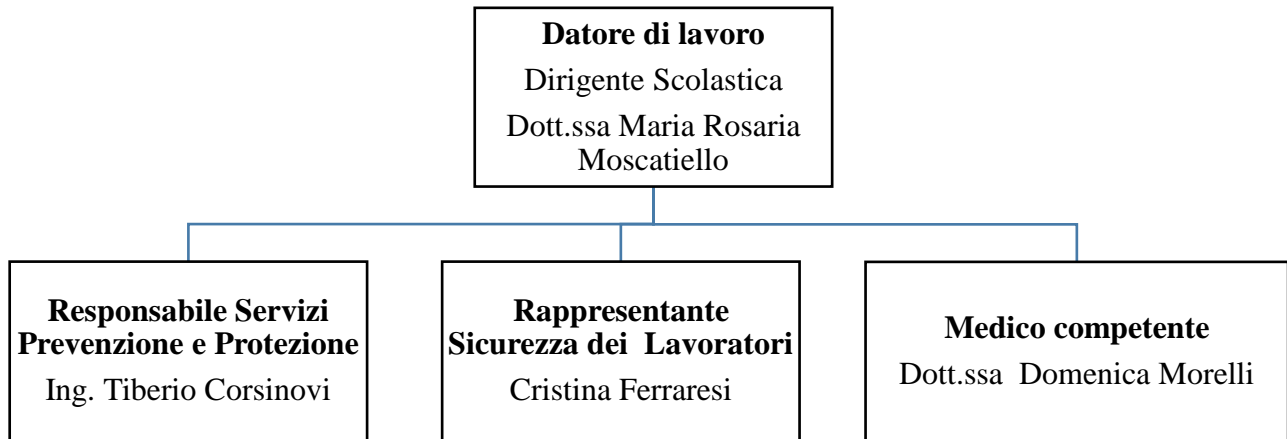 Datore di lavoro
Dirigente Scolastica
Dott.ssa Maria Rosaria
Moscatiello
Responsabile Servizi
Prevenzione e Protezione
Ing. Tiberio Corsinovi
Rappresentante
Sicurezza dei Lavoratori
Cristina Ferraresi
Medico competente
Dott.ssa Domenica Morelli